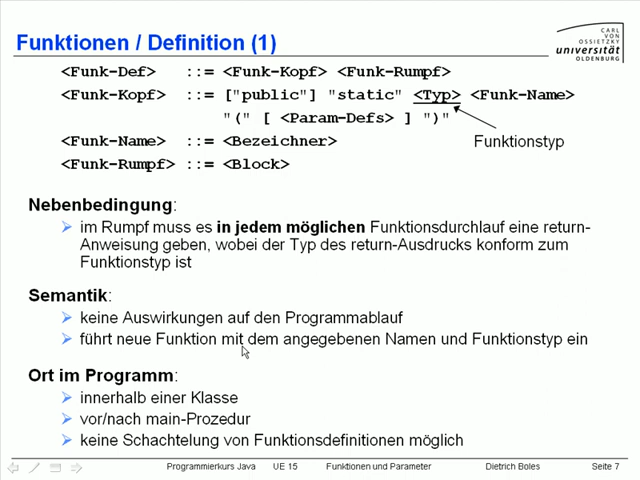 CARL
VON
OSSIETZKY
universität
OLDENBURG
Funktionen / Definition (1)
<Funk-Def> ::= <Funk-Kopf> <Funk-Rumpf>
<Funk-Kopf> ::= ["public"] "static" <Typ> <Funk-Name>
"(" [ <Param-Defs> ] ")"
Funktionstyp
<Funk-Name> ::= <Bezeichner>
<Funk-Rumpf> ::= <Block>
Nebenbedingung:
im Rumpf muss es in jedem möglichen Funktionsdurchlauf eine return-
Anweisung geben, wobei der Typ des return-Ausdrucks konform zum
Funktionstyp ist
Semantik:
keine Auswirkungen auf den Programmablauf
führt neue Funktion mit dem angegebenen Namen und Funktionstyp ein
Ort im Programm:
innerhalb einer Klasse
vor/nach main-Prozedur
keine Schachtelung von Funktionsdefinitionen möglich
Programmierkurs Java UE 15 Funktionen und Parameter Dietrich Boles Seite 7